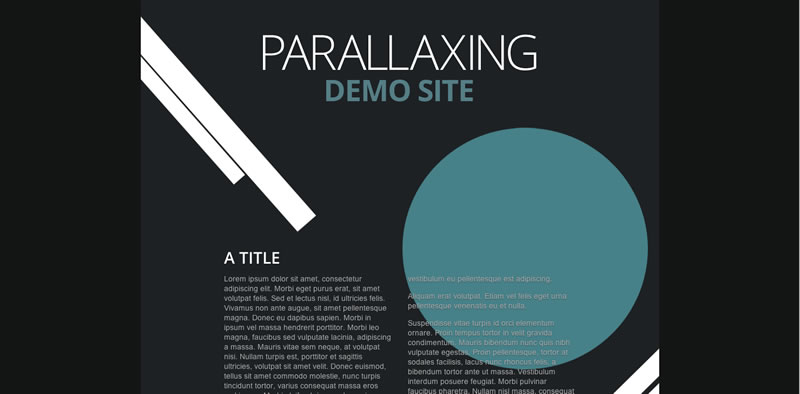 PARALLAXING
DEMO SITE
A TITLE
Lorem ipsum dolor sit amet, consectetur
adipiscing elit. Morbi eget purus erat, sit amet
volutpat felis. Sed et lectus nisl, id ultricies felis.
Vivamus non ante augue, sit amet pellentesque
magna. Donec eu dapibus sapien. Morbi in
ipsum vel massa hendrerit porttitor. Morbi leo
magna, faucibus sed vulputate lacinia, adipiscing
a massa. Mauris vitae sem neque, at volutpat
nisi. Nullam turpis est, porttitor et sagittis
ultricies, volutpat sit amet velit. Donec euismod,
tellus sit amet commodo molestie, nunc turpis
tincidunt tortor, varius consequat massa eros
vestibulum eu pellentesque est adipiscing.
Aliquam erat volutpat. Etiam vel felis eget urna
pellentesque venenatis eu et nulla.
Suspendisse vitae turpis id orci elementum
ornare. Proin tempus tortor in velit gravida
condimentum. Mauris bibendum nunc quis nibh
vulputate egestas. Proin pellentesque, tortor at
sodales facilisis, lacus nunc rhoncus felis, a
bibendum tortor ante ut massa. Vestibulum
interdum posuere feugiat. Morbi pulvinar
faucibus pharetra. Morbi nisl massa, consequat